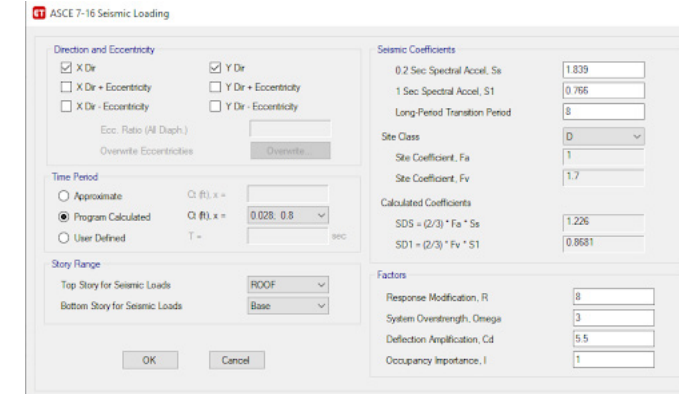 ASCE 7-16 Seismic Loading
Direction and Eccentricity
X Dir
Y Dir
X Dir + Eccentricity
Y Dir + Eccentricity
X Dir - Eccentricity
Y Dir - Eccentricity
Ecc. Ratio (All Diaph.)
Overwrite Eccentricities
Overwrite...
Time Period
Approximate
Ct (ft), x =
Program Calculated
Ct (ft), x =
0.028; 0.8
User Defined
T =
sec
Story Range
Top Story for Seismic Loads
ROOF
Bottom Story for Seismic Loads
Base
OK
Cancel
Seismic Coefficients
0.2 Sec Spectral Accel, Ss
1.839
1 Sec Spectral Accel, S1
0.766
Long-Period Transition Period
8
Site Class
D
Site Coefficient, Fa
1
Site Coefficient, Fv
1.7
Calculated Coefficients
SDS = (2/3) * Fa * Ss
1.226
SD1 = (2/3) * Fv * S1
0.8681
Factors
Response Modification, R
8
System Overstrength, Omega
3
Deflection Amplification, Cd
5.5
Occupancy Importance, I
1